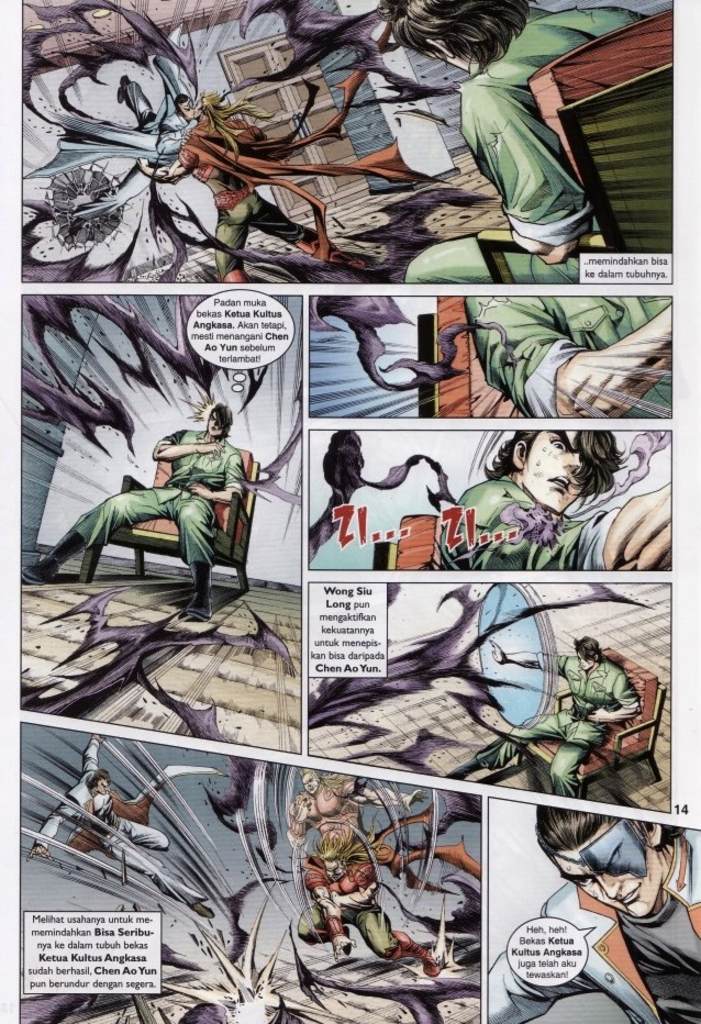 ..memindahkan bisa
ke dalam tubuhnya.
Padan muka
bekas Ketua Kultus
Angkasa. Akan tetapi,
mesti menangani Chen
Ao Yun sebelum
terlambat!
ZI... ZI...
Wong Siu
Long pun
mengaktifkan
kekuatannya
untuk menepis-
kan bisa daripada
Chen Ao Yun.
14
Melihat usahanya untuk me-
memindahkan Bisa Seribu-
nya ke dalam tubuh bekas
Ketua Kultus Angkasa
sudah berhasil, Chen Ao Yun
pun berundur dengan segera.
Heh, heh!
Bekas Ketua
Kultus Angkasa
juga telah aku
tewaskan!